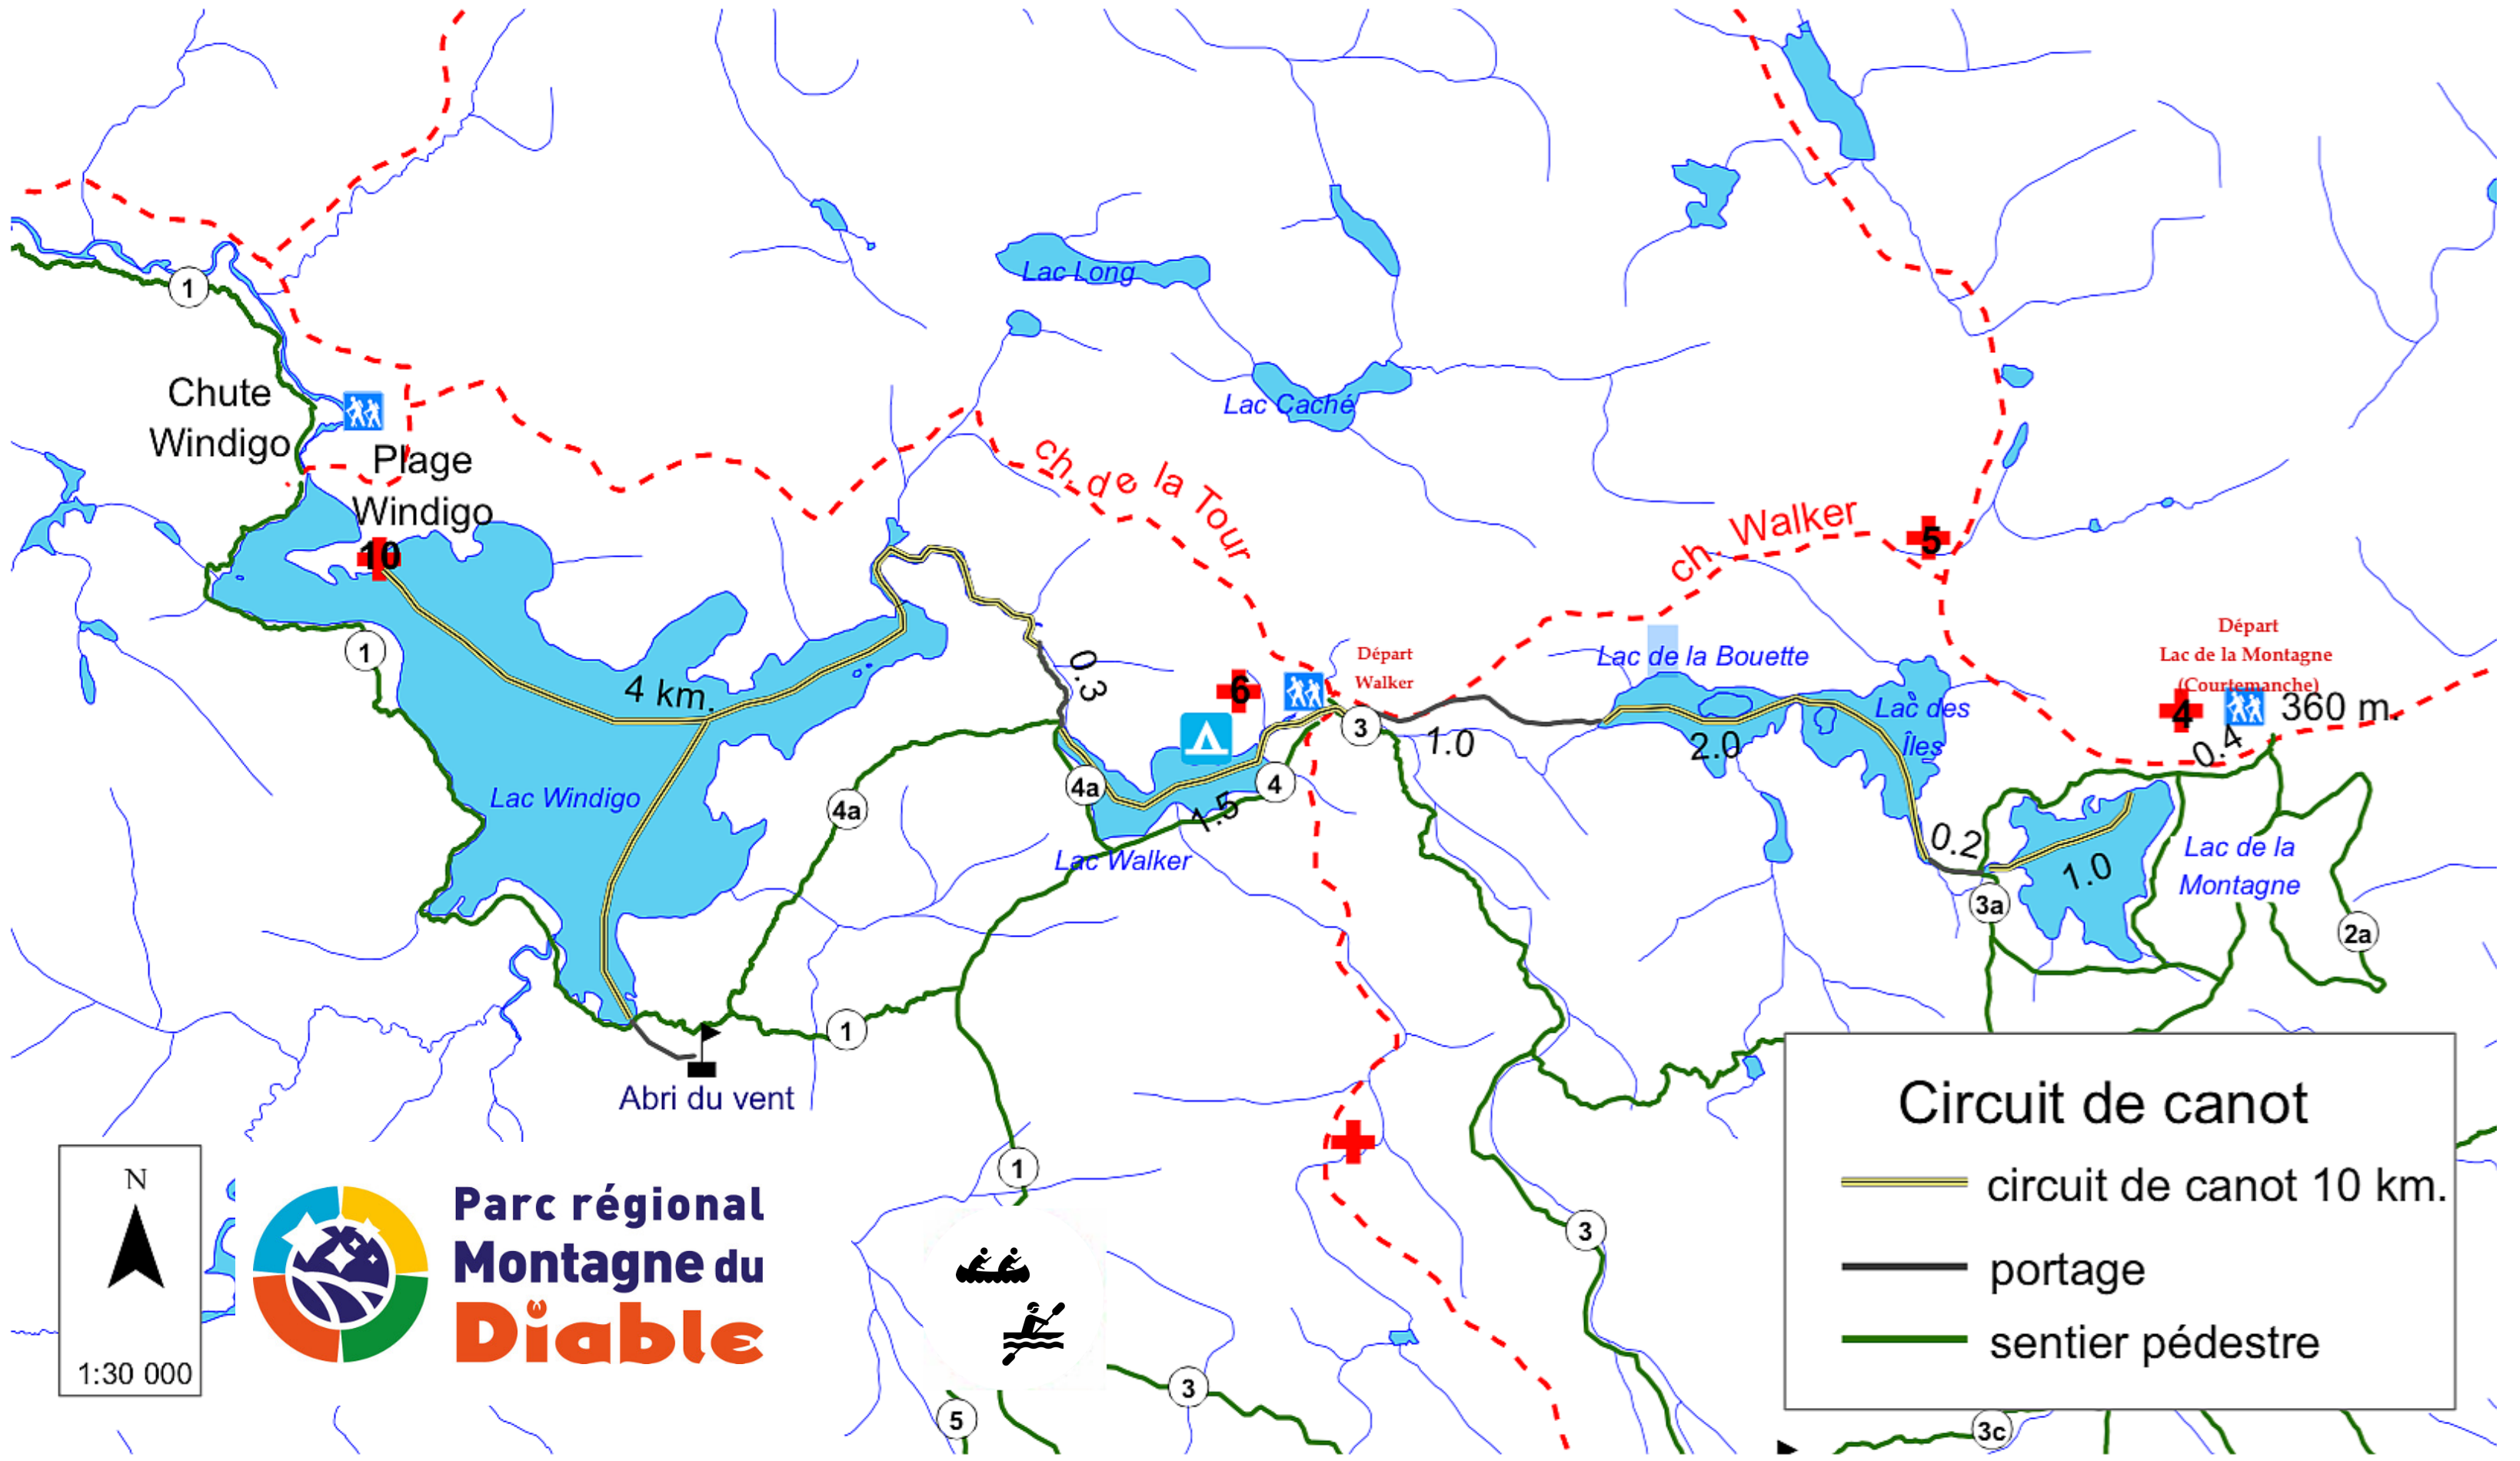 1
Chute
Windigo
Plage
Windigo
10
1
4 km.
Lac Windigo
Abri du vent
4a
1
1
Lac Long
Lac Caché
ch. de la Tour
0.3
6
4a
4
1.5
Lac Walker
Départ
Walker
3
1.0
ch. Walker
5
Lac de la Bouette
2.0
Lac des
Îles
0.2
3a
1.0
Lac de la
Montagne
Départ
Lac de la Montagne
(Courtemanche)
4
360 m.
0.4
2a
3
3
5
3c
N
1:30 000
Parc régional
Montagne du
Diable
Circuit de canot
circuit de canot 10 km.
portage
sentier pédestre